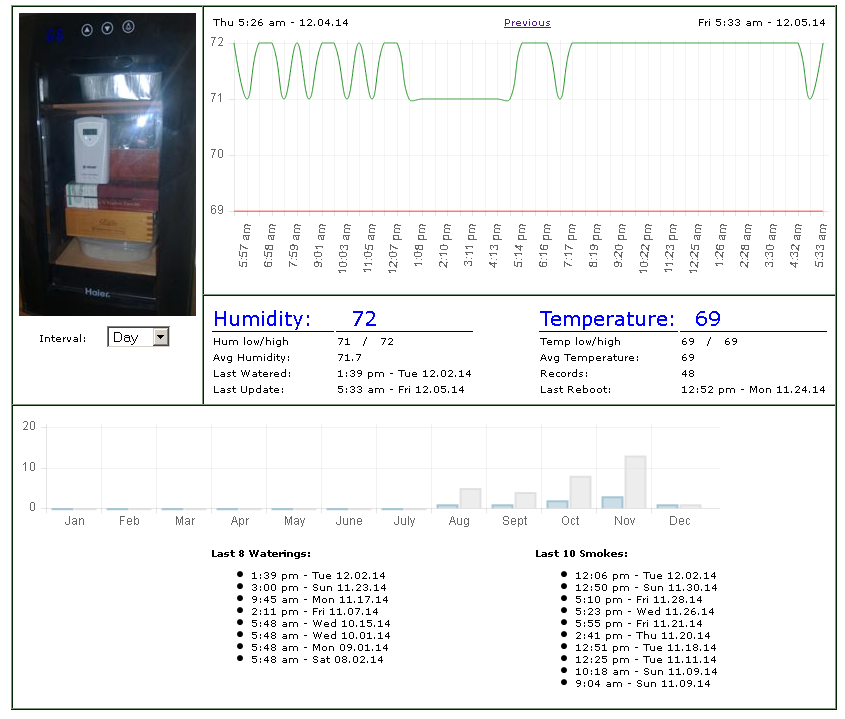 Thu 5:26 am - 12.04.14 Previous Fri 5:33 am - 12.05.14
72
71
70
69
5:57 am 6:58 am 7:59 am 9:01 am 10:03 am 11:05 am 12:07 pm 1:08 pm 2:10 pm 3:11 pm 4:13 pm 5:14 pm 6:16 pm 7:17 pm 8:19 pm 9:20 pm 10:22 pm 11:23 pm 12:25 am 1:26 am 2:28 am 3:30 am 4:32 am 5:33 am
Haier
Interval: Day
Humidity: 72
Hum low/high 71 / 72
Avg Humidity: 71.7
Last Watered: 1:39 pm - Tue 12.02.14
Last Update: 5:33 am - Fri 12.05.14
Temperature: 69
Temp low/high 69 / 69
Avg Temperature: 69
Records: 48
Last Reboot: 12:52 pm - Mon 11.24.14
20
10
0
Jan Feb Mar Apr May June July Aug Sept Oct Nov Dec
Last 8 Waterings:
1:39 pm - Tue 12.02.14
3:00 pm - Sun 11.23.14
9:45 am - Mon 11.17.14
2:11 pm - Fri 11.07.14
5:48 am - Wed 10.15.14
5:48 am - Wed 10.01.14
5:48 am - Mon 09.01.14
5:48 am - Sat 08.02.14
Last 10 Smokes:
12:06 pm - Tue 12.02.14
12:50 pm - Sun 11.30.14
5:10 pm - Fri 11.28.14
5:23 pm - Wed 11.26.14
5:55 pm - Fri 11.21.14
2:41 pm - Thu 11.20.14
12:51 pm - Tue 11.18.14
12:25 pm - Tue 11.11.14
10:18 am - Sun 11.09.14
9:04 am - Sun 11.09.14